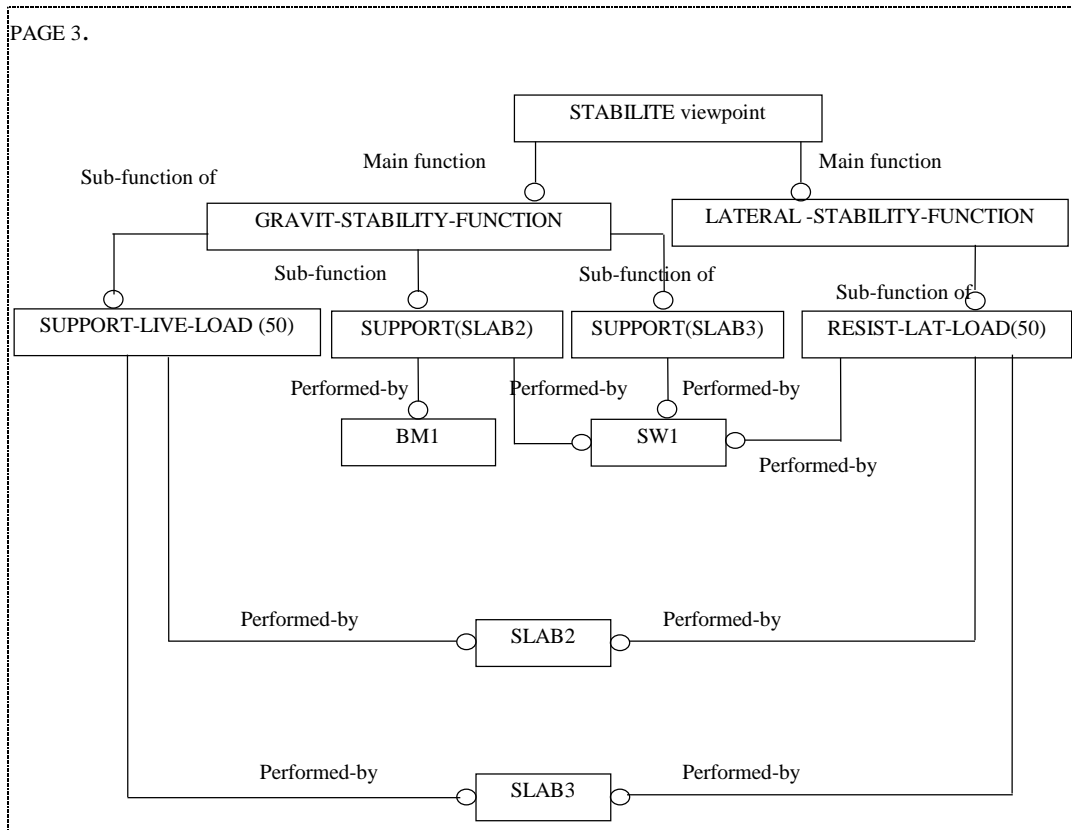 PAGE 3.
STABILITE viewpoint
Main function
Main function
Sub-function of
GRAVIT-STABILITY-FUNCTION
LATERAL -STABILITY-FUNCTION
Sub-function
Sub-function of
Sub-function of
SUPPORT-LIVE-LOAD (50)
SUPPORT(SLAB2)
SUPPORT(SLAB3)
RESIST-LAT-LOAD(50)
Performed-by
Performed-by
Performed-by
BM1
SW1
Performed-by
Performed-by
SLAB2
Performed-by
Performed-by
SLAB3
Performed-by